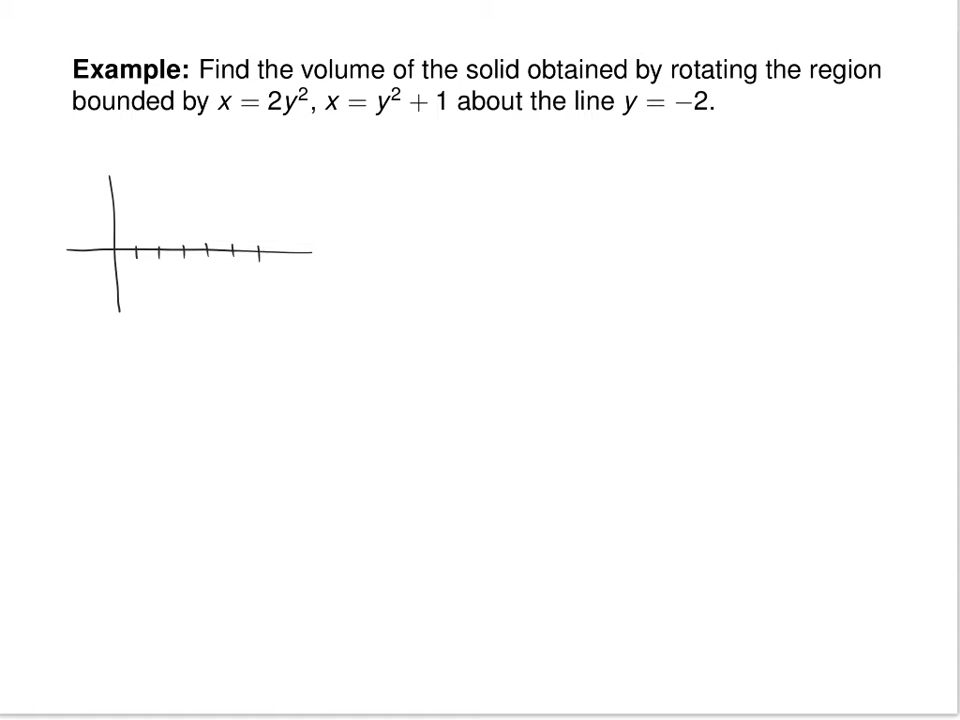 Example: Find the volume of the solid obtained by rotating the region
bounded by x = 2y², x = y² + 1 about the line y = −2.